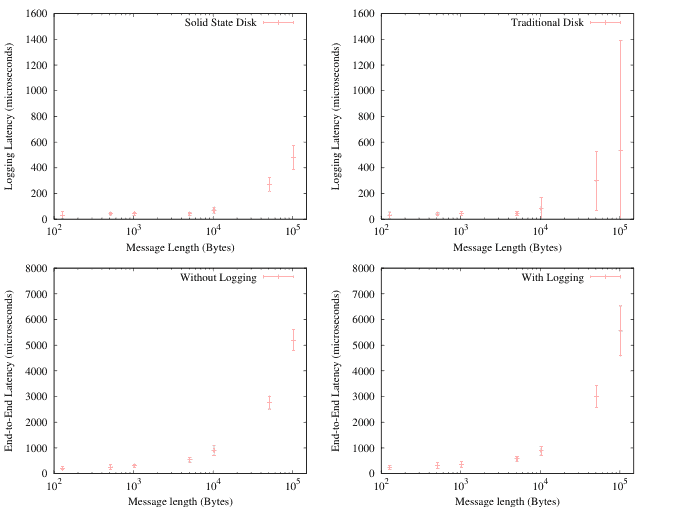 Solid State Disk
1600
1400
1200
1000
800
600
400
200
0
Logging Latency (microseconds)
10^2 10^3 10^4 10^5
Message Length (Bytes)
Traditional Disk
1600
1400
1200
1000
800
600
400
200
0
Logging Latency (microseconds)
10^2 10^3 10^4 10^5
Message Length (Bytes)
Without Logging
8000
7000
6000
5000
4000
3000
2000
1000
0
End-to-End Latency (microseconds)
10^2 10^3 10^4 10^5
Message length (Bytes)
With Logging
8000
7000
6000
5000
4000
3000
2000
1000
0
End-to-End Latency (microseconds)
10^2 10^3 10^4 10^5
Message length (Bytes)